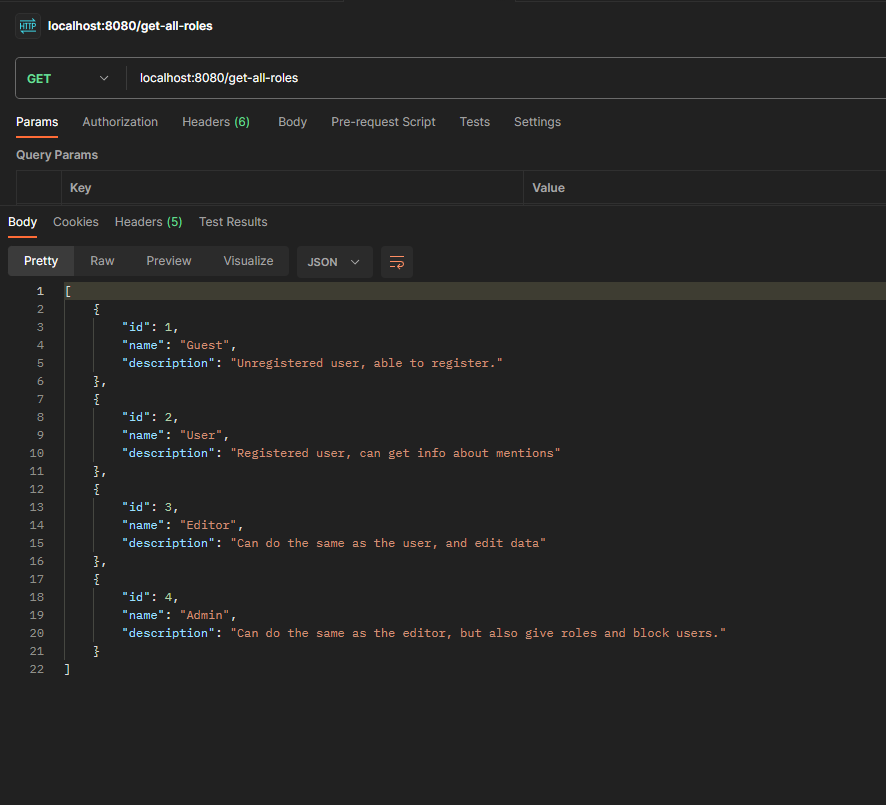 HTTP localhost:8080/get-all-roles
GET localhost:8080/get-all-roles
Params Authorization Headers (6) Body Pre-request Script Tests Settings
Query Params
Key Value
Body Cookies Headers (5) Test Results
Pretty Raw Preview Visualize JSON
1 [
2 {
3 "id": 1,
4 "name": "Guest",
5 "description": "Unregistered user, able to register."
6 },
7 {
8 "id": 2,
9 "name": "User",
10 "description": "Registered user, can get info about mentions"
11 },
12 {
13 "id": 3,
14 "name": "Editor",
15 "description": "Can do the same as the user, and edit data"
16 },
17 {
18 "id": 4,
19 "name": "Admin",
20 "description": "Can do the same as the editor, but also give roles and block users."
21 }
22 ]